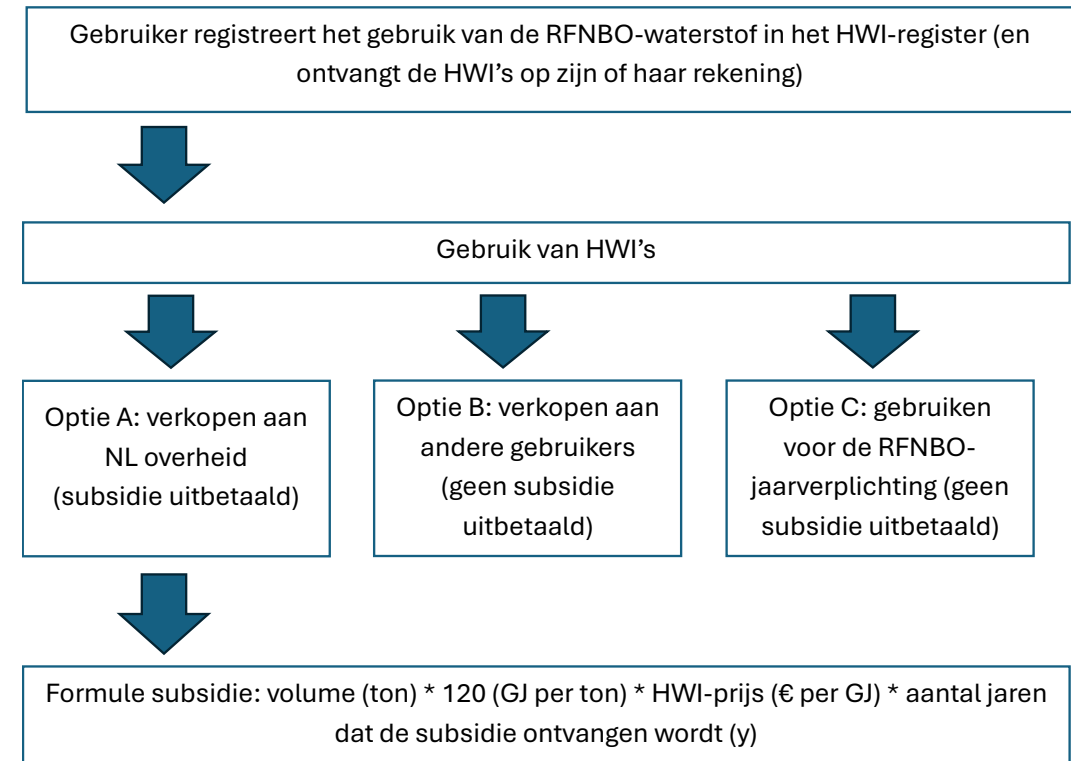 Gebruiker registreert het gebruik van de RFNBO-waterstof in het HWI-register (en
ontvangt de HWI’s op zijn of haar rekening)
Gebruik van HWI’s
Optie A: verkopen aan
NL overheid
(subsidie uitbetaald)
Optie B: verkopen aan
andere gebruikers
(geen subsidie
uitbetaald)
Optie C: gebruiken
voor de RFNBO-
jaarverplichting (geen
subsidie uitbetaald)
Formule subsidie: volume (ton) * 120 (GJ per ton) * HWI-prijs (€ per GJ) * aantal jaren
dat de subsidie ontvangen wordt (y)